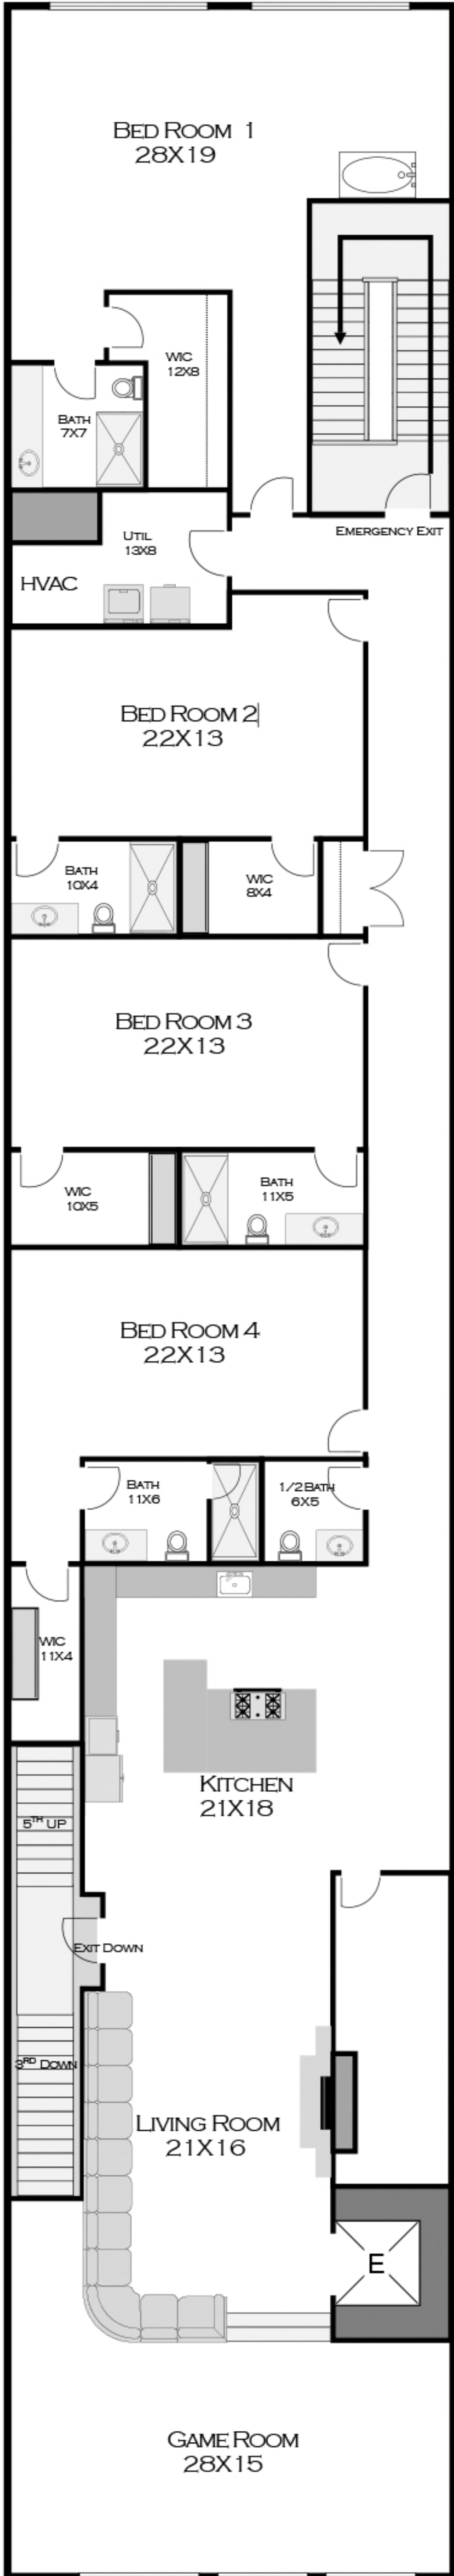 BED ROOM 1
28X19
WIC
12X8
BATH
7X7
EMERGENCY EXIT
UTIL
13X8
HVAC
BED ROOM 2
22X13
BATH
10X4
WIC
8X4
BED ROOM 3
22X13
WIC
10X5
BATH
11X5
BED ROOM 4
22X13
BATH
11X6
1/2 BATH
6X5
WIC
11X4
KITCHEN
21X18
5TH UP
EXIT DOWN
3RD DOWN
LIVING ROOM
21X16
E
GAME ROOM
28X15